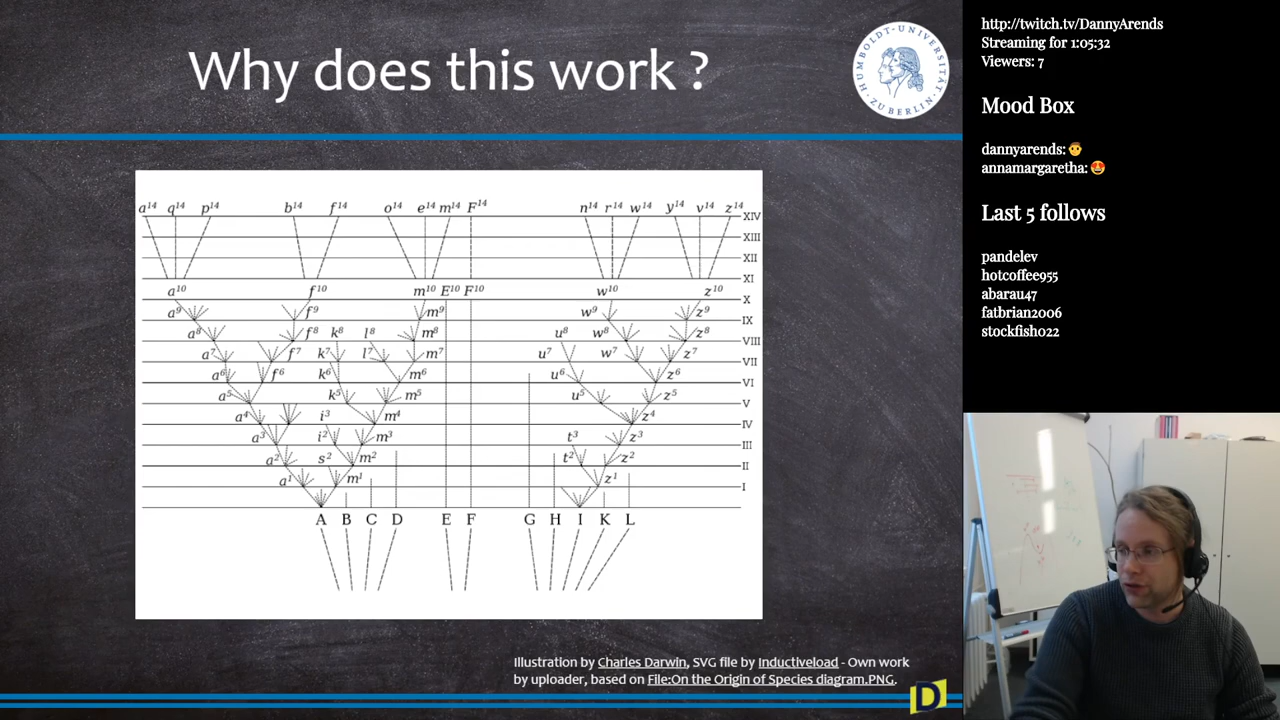 Why does this work ?
HUMBOLDT-UNIVERSITÄT ZU BERLIN
a14 q14 p14 b14 f14 o14 e14 m14 F14 n14 r14 w14 y14 v14 z14
XIV
XIII
XII
XI
a10 f10 m10 E10 F10 w10 z10
X
a9 f9 m9 w9 z9
IX
a8 f8 k8 l8 m8 u8 w8 z8
VIII
a7 f7 k7 l7 m7 u7 w7 z7
VII
a6 f6 k6 m6 u6 z6
VI
a5 k5 m5 u5 z5
V
a4 i3 m4 z4
IV
a3 i2 m3 t3 z3
III
a2 s2 m2 t2 z2
II
a1 m1 z1
I
A B C D E F G H I K L
Illustration by Charles Darwin, SVG file by Inductiveload - Own work
by uploader, based on File:On the Origin of Species diagram.PNG.
D
http://twitch.tv/DannyArends
Streaming for 1:05:32
Viewers: 7
Mood Box
dannyarends: 👨
annamargaretha: 😍
Last 5 follows
pandelev
hotcoffee955
abarau47
fatbrian2006
stockfish022